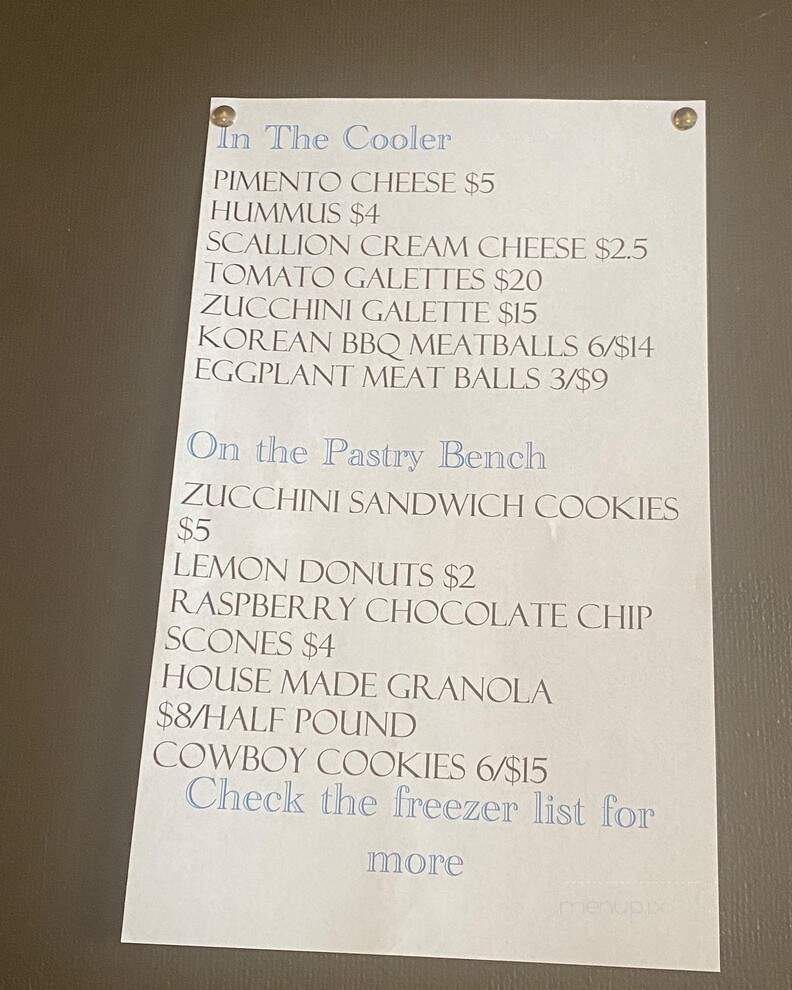 In The Cooler
PIMENTO CHEESE $5
HUMMUS $4
SCALLION CREAM CHEESE $2.5
TOMATO GALETTES $20
ZUCCHINI GALETTE $15
KOREAN BBQ MEATBALLS 6/$14
EGGPLANT MEAT BALLS 3/$9
On the Pastry Bench
ZUCCHINI SANDWICH COOKIES
$5
LEMON DONUTS $2
RASPBERRY CHOCOLATE CHIP
SCONES $4
HOUSE MADE GRANOLA
$8/HALF POUND
COWBOY COOKIES 6/$15
Check the freezer list for
more
menupix